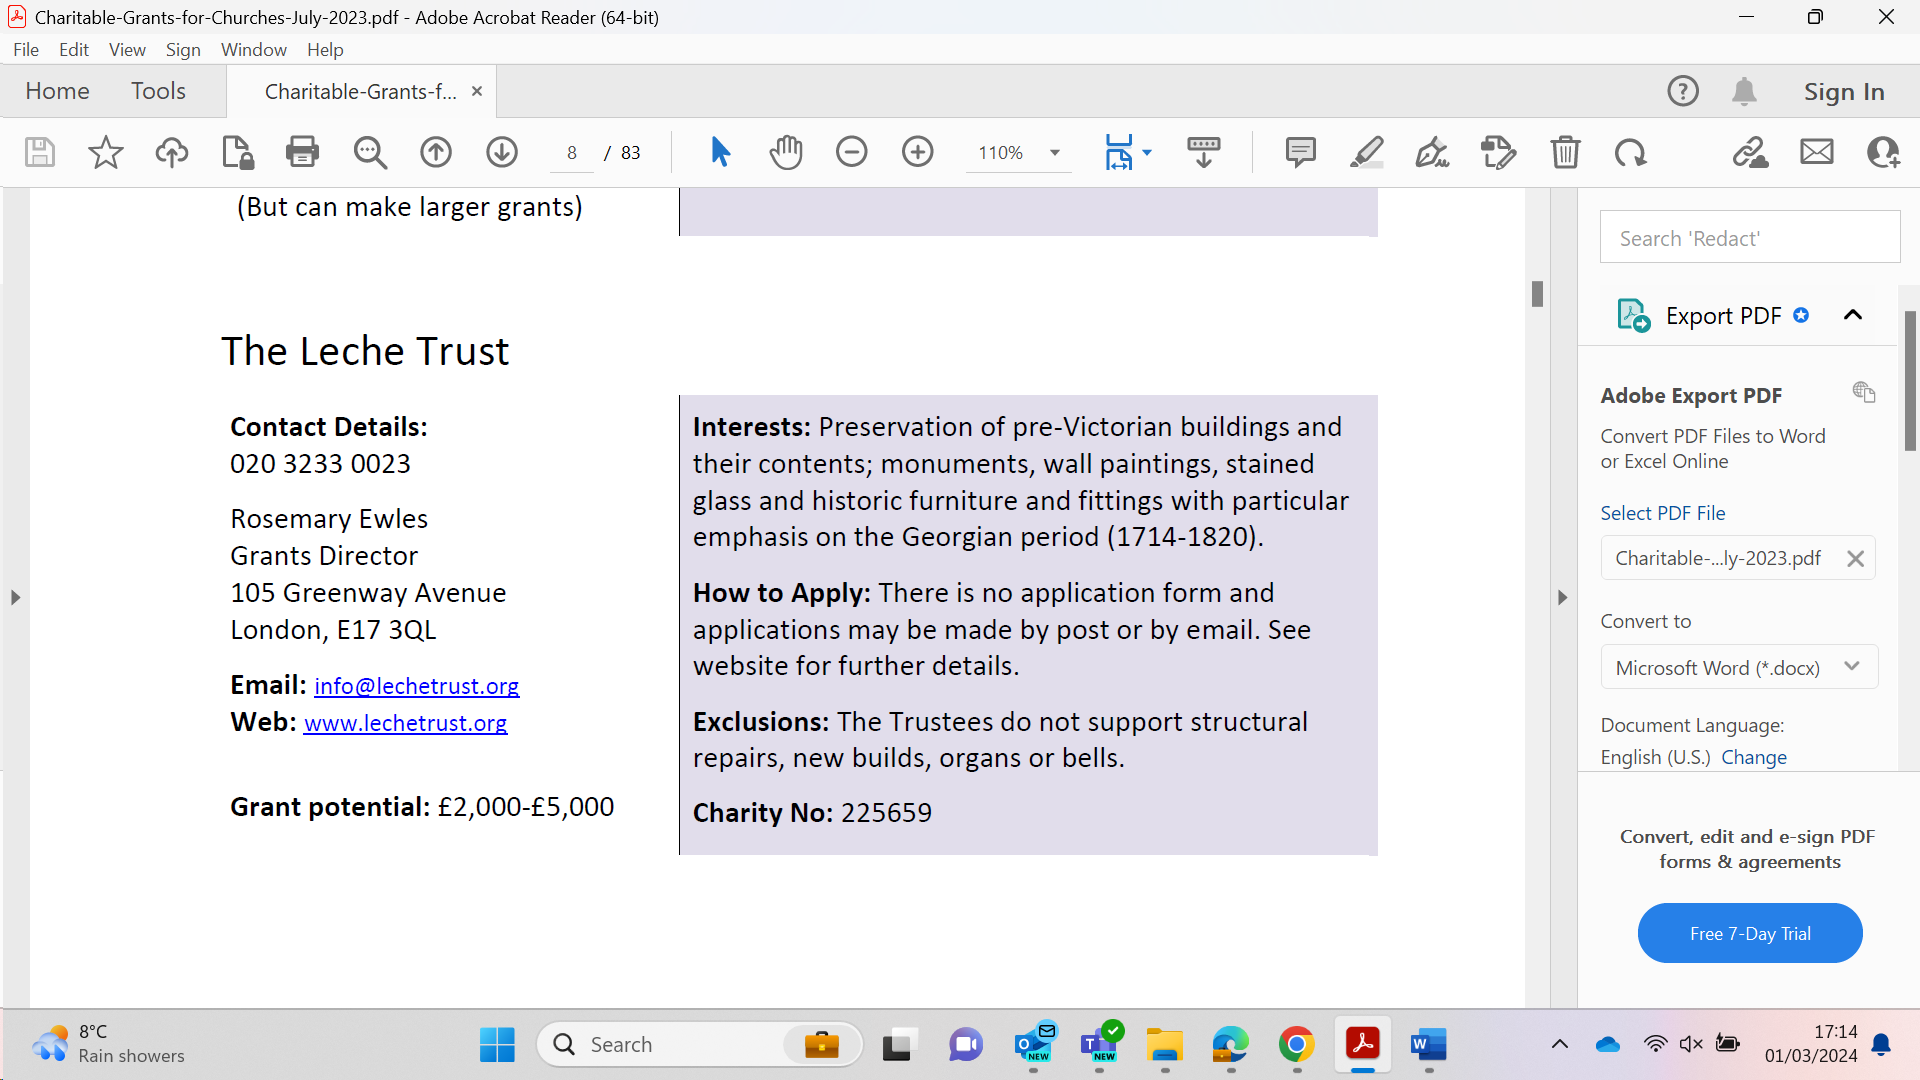 Charitable-Grants-for-Churches-July-2023.pdf - Adobe Acrobat Reader (64-bit)
File Edit View Sign Window Help
Home Tools Charitable-Grants-f... × Sign In
8 / 83 110%
(But can make larger grants)
The Leche Trust
Contact Details:
020 3233 0023
Rosemary Ewles
Grants Director
105 Greenway Avenue
London, E17 3QL
Email: info@lechetrust.org
Web: www.lechetrust.org
Grant potential: £2,000-£5,000
Interests: Preservation of pre-Victorian buildings and
their contents; monuments, wall paintings, stained
glass and historic furniture and fittings with particular
emphasis on the Georgian period (1714-1820).
How to Apply: There is no application form and
applications may be made by post or by email. See
website for further details.
Exclusions: The Trustees do not support structural
repairs, new builds, organs or bells.
Charity No: 225659
Search 'Redact'
Export PDF
Adobe Export PDF
Convert PDF Files to Word
or Excel Online
Select PDF File
Charitable-...ly-2023.pdf
Convert to
Microsoft Word (*.docx)
Document Language:
English (U.S.) Change
Convert, edit and e-sign PDF
forms & agreements
Free 7-Day Trial
8°C
Rain showers
Search
NEW
NEW
17:14
01/03/2024